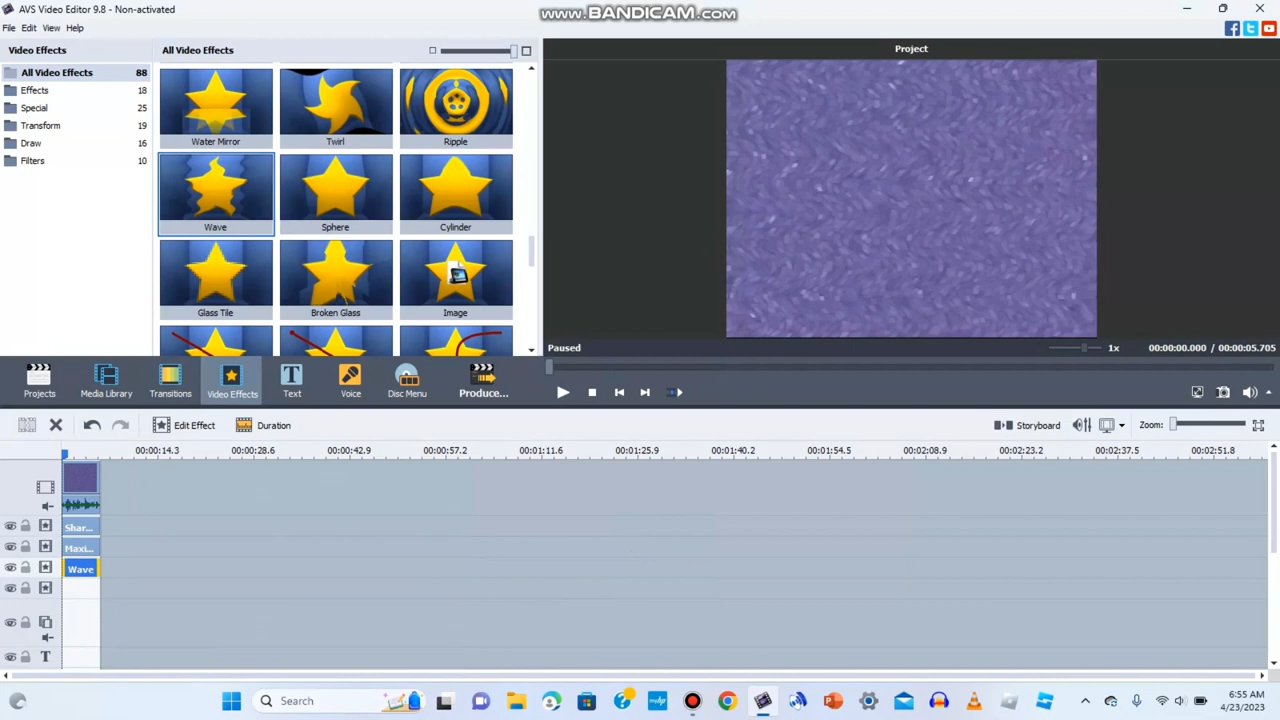 AVS Video Editor 9.8 - Non-activated
WWW.BANDICAM.COM
File Edit View Help
Video Effects
All Video Effects 88
Effects 18
Special 25
Transform 19
Draw 16
Filters 10
All Video Effects
Water Mirror Twirl Ripple
Wave Sphere Cylinder
Glass Tile Broken Glass Image
Project
Paused 1x 00:00:00.000 / 00:00:05.705
Projects Media Library Transitions Video Effects Text Voice Disc Menu Produce...
Edit Effect Duration Storyboard Zoom:
00:00:14.3 00:00:28.6 00:00:42.9 00:00:57.2 00:01:11.6 00:01:25.9 00:01:40.2 00:01:54.5 00:02:08.9 00:02:23.2 00:02:37.5 00:02:51.8
Shar...
Maxi...
Wave
T
Search
myhp
6:55 AM
4/23/2023